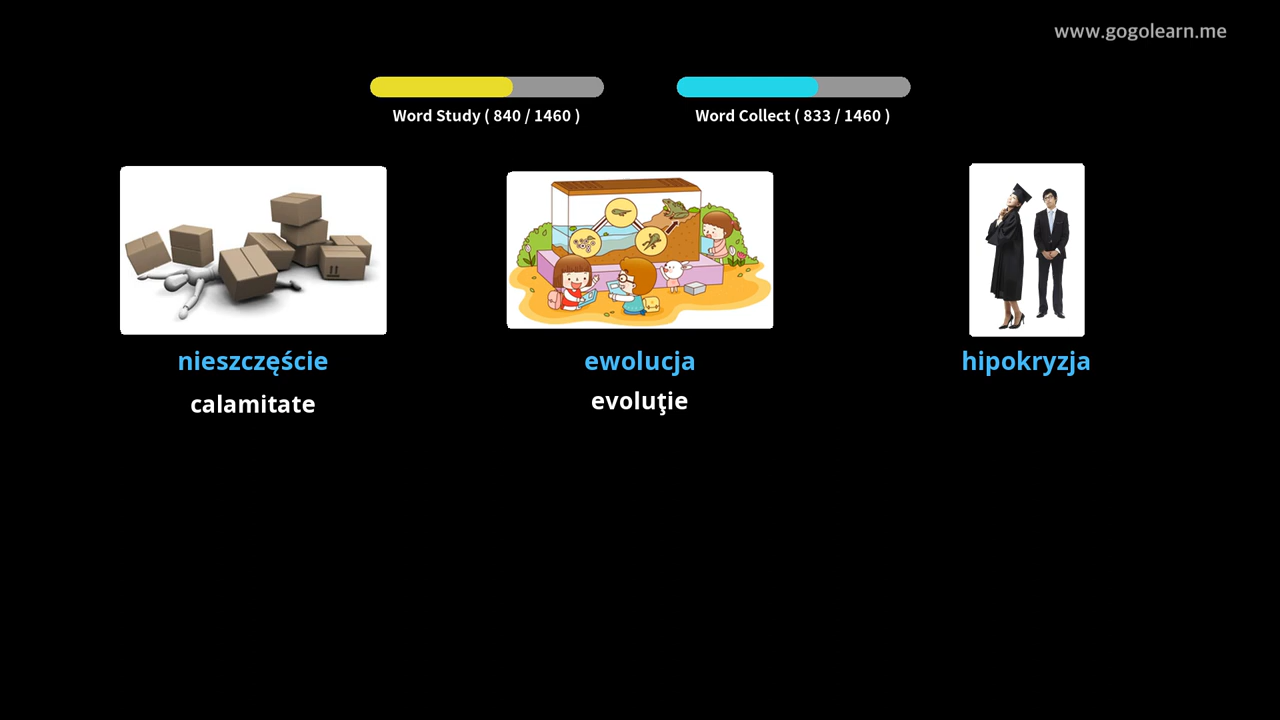 www.gogolearn.me
Word Study ( 840 / 1460 )
Word Collect ( 833 / 1460 )
nieszczęście
ewolucja
hipokryzja
calamitate
evoluţie